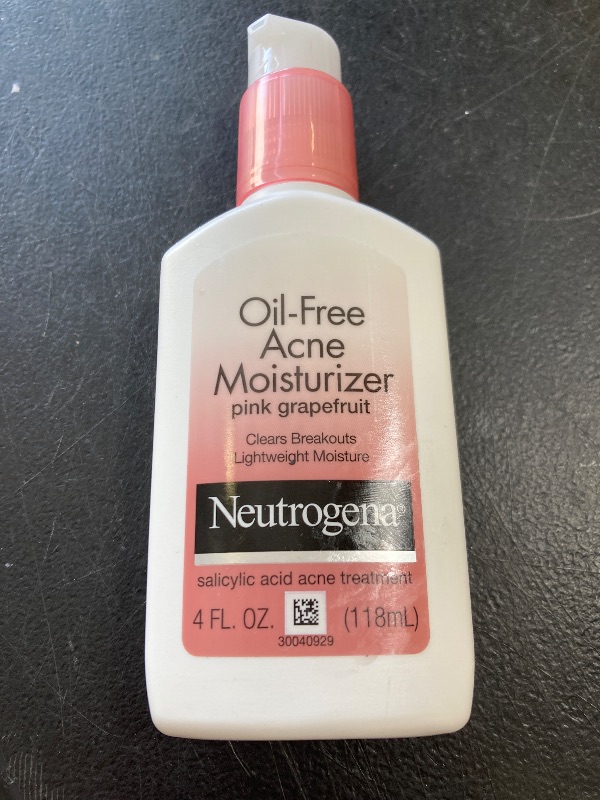 Oil-Free
Acne
Moisturizer
pink grapefruit
Clears Breakouts
Lightweight Moisture
Neutrogena®
salicylic acid acne treatment
4 FL. OZ. (118mL)
30040929